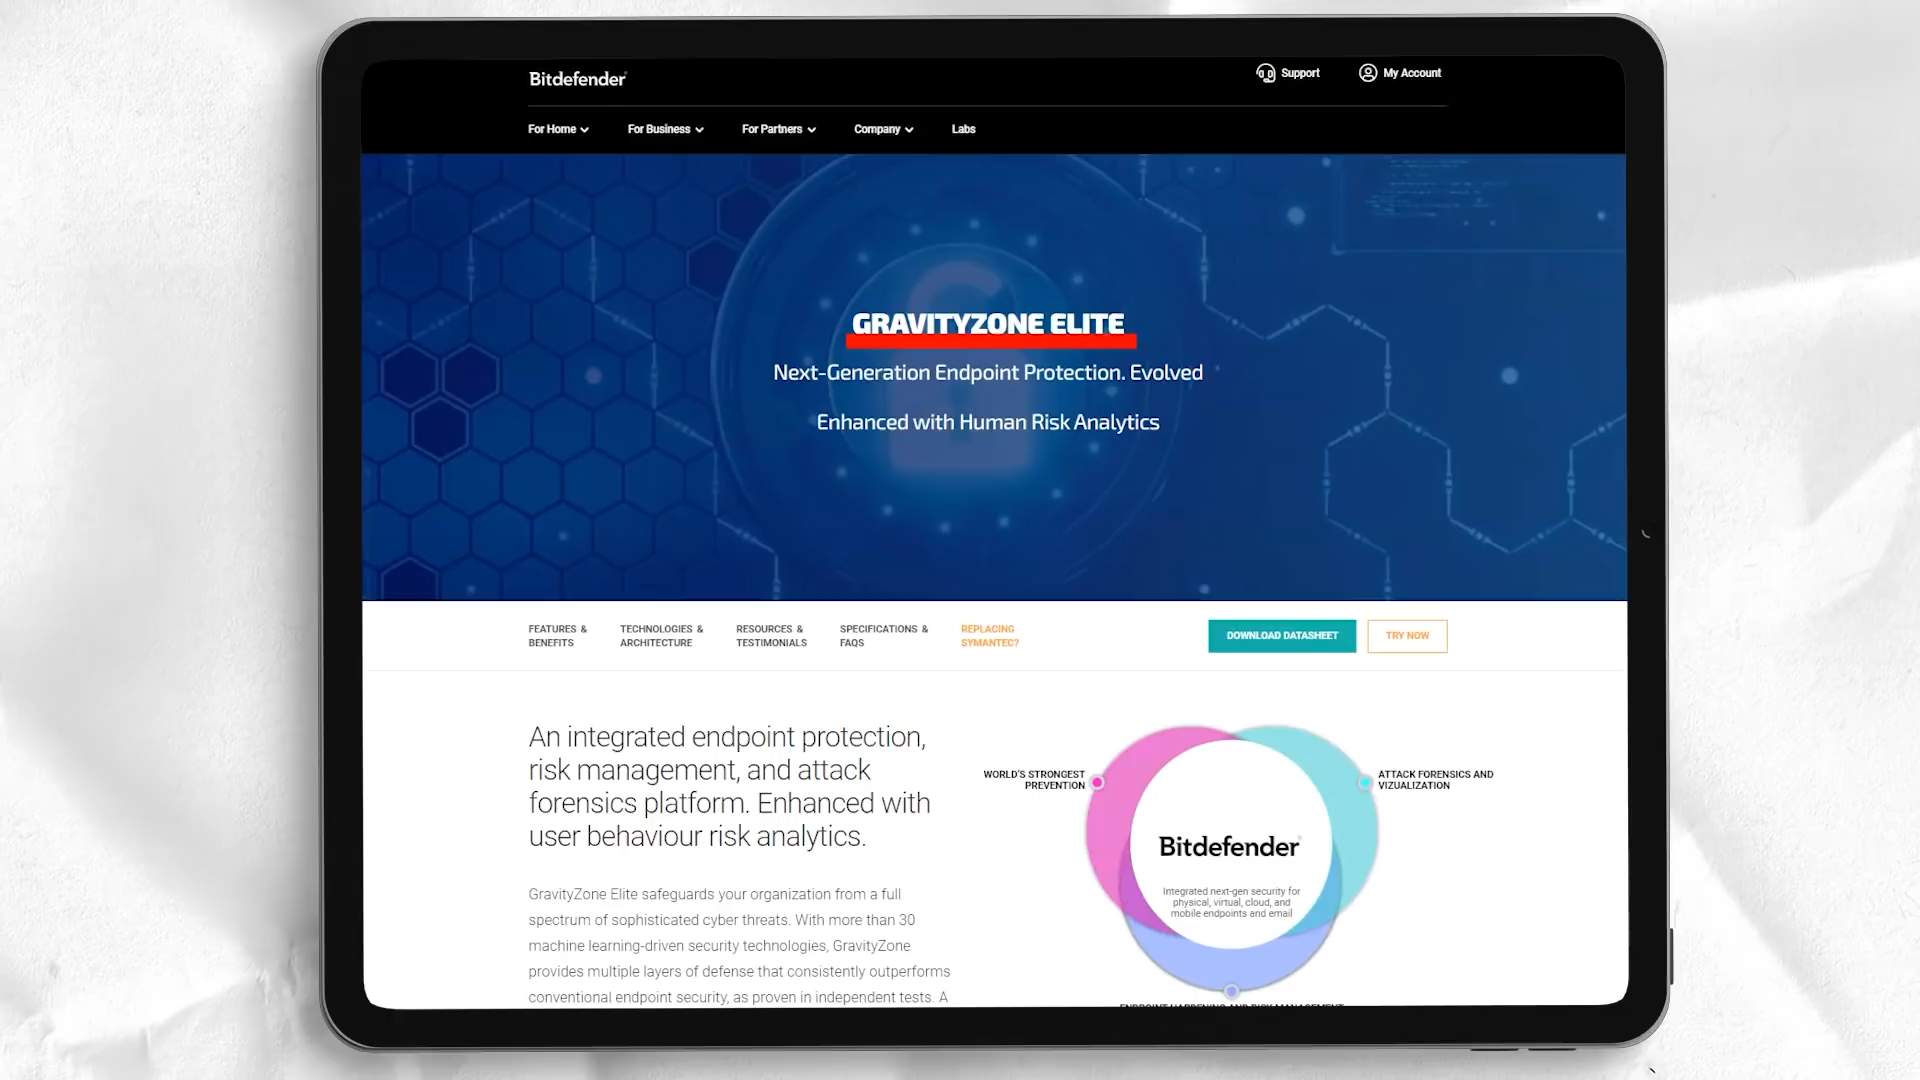 Bitdefender
Support
My Account
For Home
For Business
For Partners
Company
Labs
GRAVITYZONE ELITE
Next-Generation Endpoint Protection. Evolved
Enhanced with Human Risk Analytics
FEATURES &
BENEFITS
TECHNOLOGIES &
ARCHITECTURE
RESOURCES &
TESTIMONIALS
SPECIFICATIONS &
FAQS
REPLACING
SYMANTEC?
DOWNLOAD DATASHEET
TRY NOW
An integrated endpoint protection,
risk management, and attack
forensics platform. Enhanced with
user behaviour risk analytics.
GravityZone Elite safeguards your organization from a full
spectrum of sophisticated cyber threats. With more than 30
machine learning-driven security technologies, GravityZone
provides multiple layers of defense that consistently outperforms
conventional endpoint security, as proven in independent tests. A
WORLD'S STRONGEST
PREVENTION
ATTACK FORENSICS AND
VIZUALIZATION
Bitdefender
Integrated next-gen security for
physical, virtual, cloud, and
mobile endpoints and email